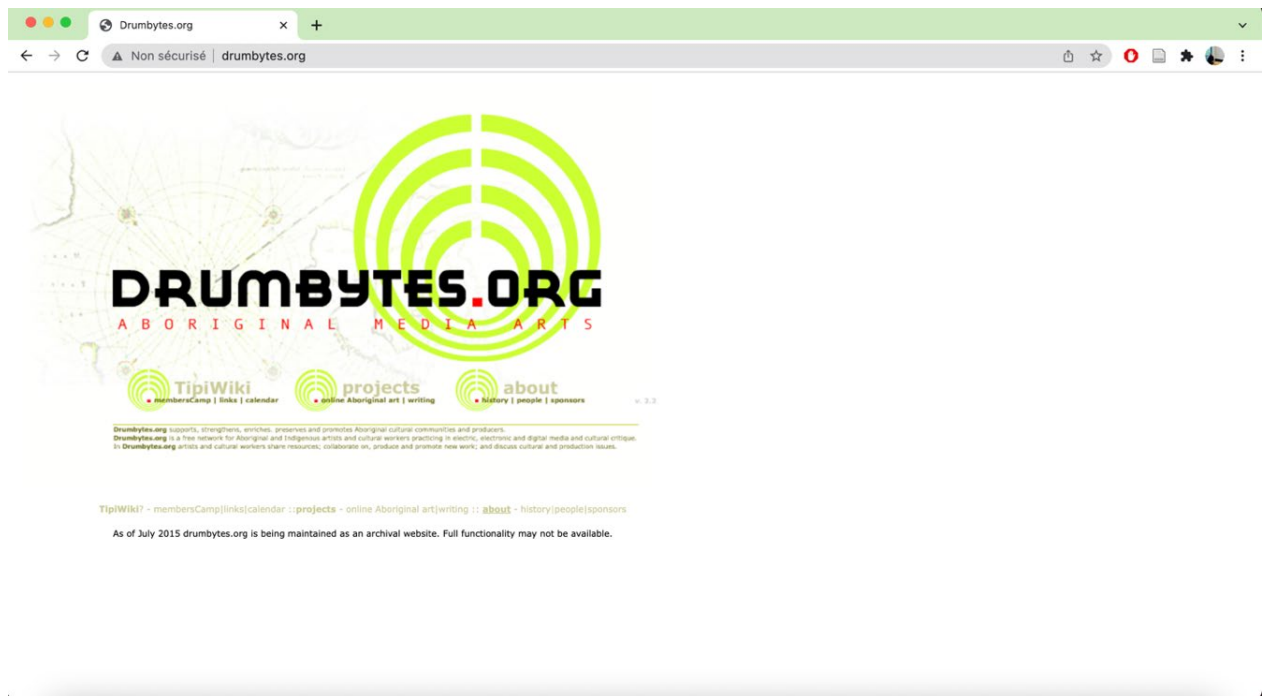 Drumbytes.org
Non sécurisé | drumbytes.org
DRUMBYTES.ORG
ABORIGINAL MEDIA ARTS
TipiWiki
membersCamp | links | calendar
projects
online Aboriginal art | writing
about
history | people | sponsors
v. 2.2
Drumbytes.org supports, strengthens, enriches, preserves and promotes Aboriginal cultural communities and producers.
Drumbytes.org is a free network for Aboriginal and Indigenous artists and cultural workers practicing in electric, electronic and digital media and cultural critique.
In Drumbytes.org artists and cultural workers share resources; collaborate on, produce and promote new work; and discuss cultural and production issues.
TipiWiki? - membersCamp|links|calendar ::projects - online Aboriginal art|writing :: about - history|people|sponsors
As of July 2015 drumbytes.org is being maintained as an archival website. Full functionality may not be available.